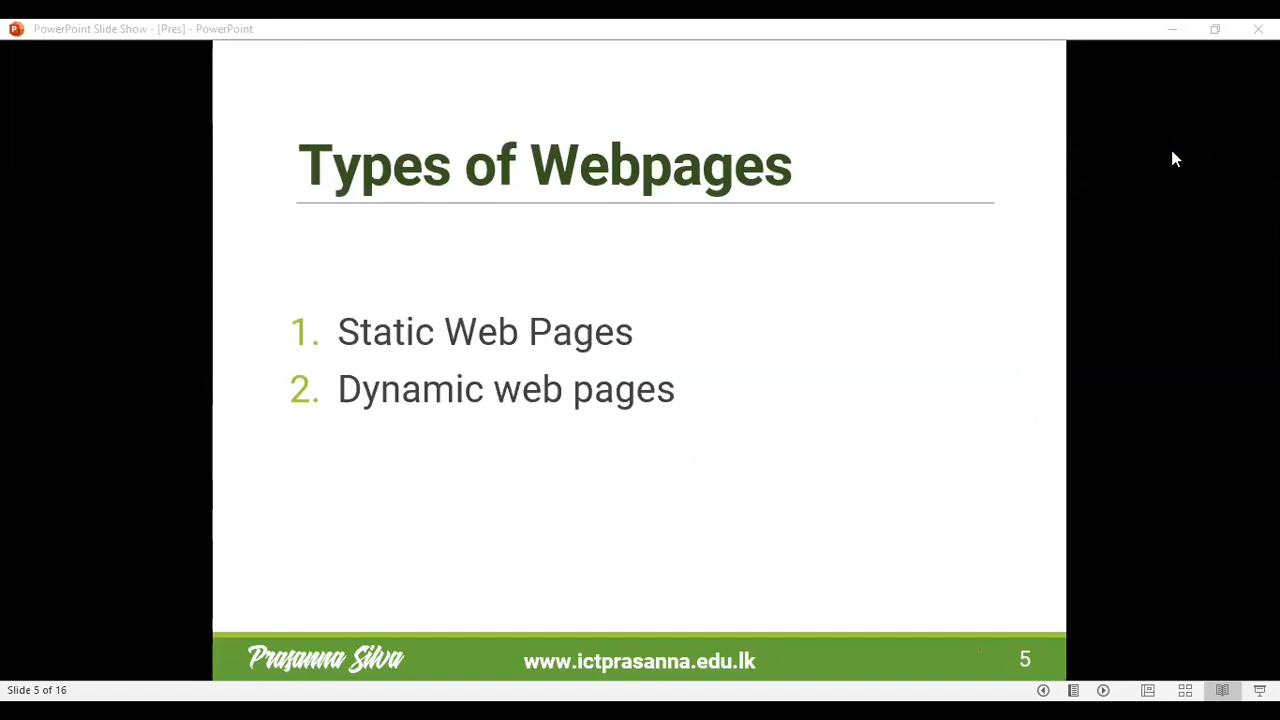 PowerPoint Slide Show - [Pres] - PowerPoint
Types of Webpages
1. Static Web Pages
2. Dynamic web pages
Prasanna Silva
www.ictprasanna.edu.lk
5
Slide 5 of 16